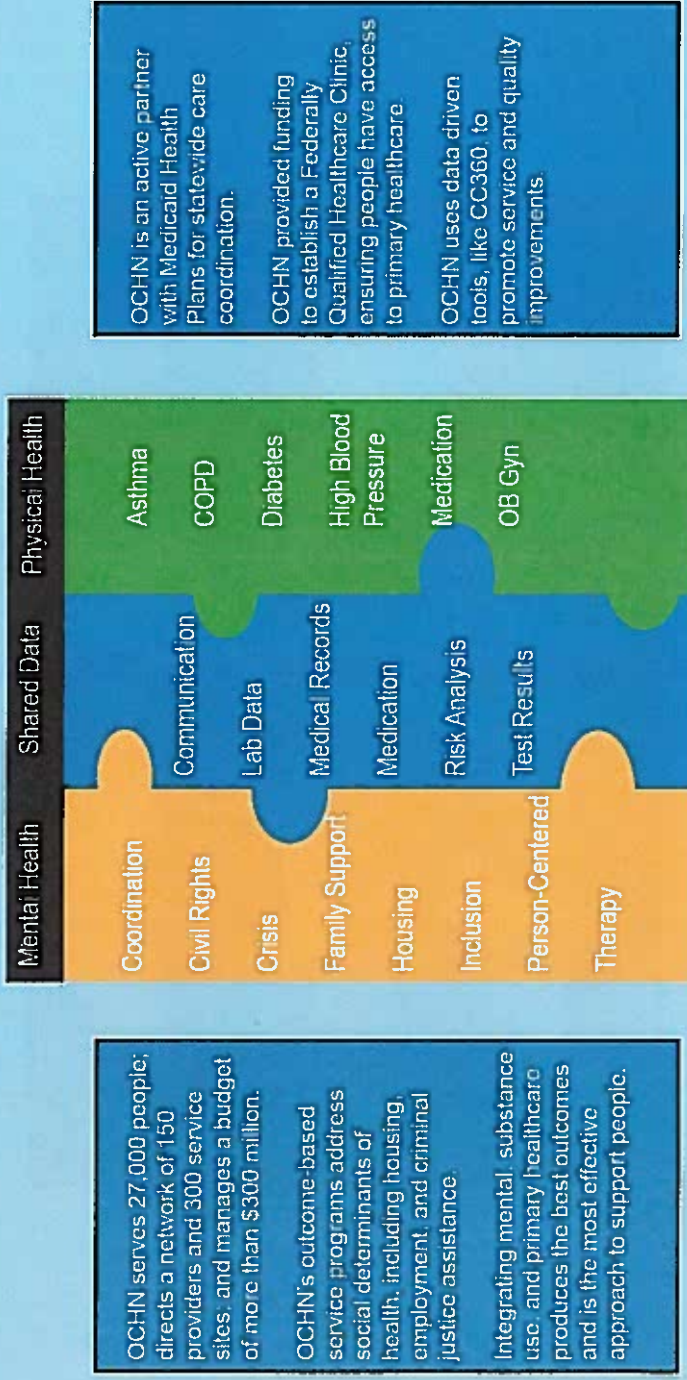 OCHN serves 27,000 people;
directs a network of 150
providers and 300 service
sites; and manages a budget
of more than $300 million.
OCHN's outcome-based
service programs address
social determinants of
health, including housing,
employment, and criminal
justice assistance.
Integrating mental, substance
use, and primary healthcare
produces the best outcomes
and is the most effective
approach to support people.
Mental Health
Coordination
Civil Rights
Crisis
Family Support
Housing
Inclusion
Person-Centered
Therapy
Shared Data
Communication
Lab Data
Medical Records
Medication
Risk Analysis
Test Results
Physical Health
Asthma
COPD
Diabetes
High Blood
Pressure
Medication
OB Gyn
OCHN is an active partner
with Medicaid Health
Plans for statewide care
coordination.
OCHN provided funding
to establish a Federally
Qualified Healthcare Clinic,
ensuring people have access
to primary healthcare
OCHN uses data driven
tools, like CC360, to
promote service and quality
improvements.